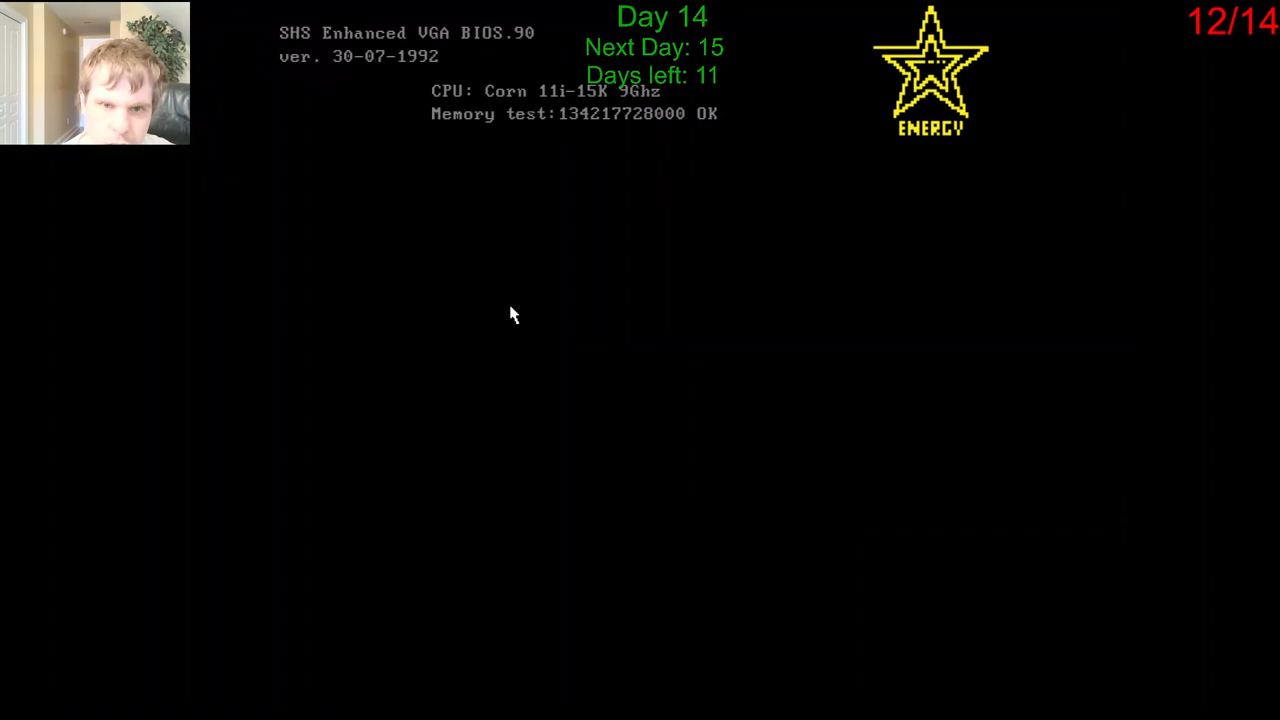 SHS Enhanced VGA BIOS.90
ver. 30-07-1992
CPU: Corn 11i-15K 9Ghz
Memory test:134217728000 OK
Day 14
Next Day: 15
Days left: 11
ENERGY
12/14